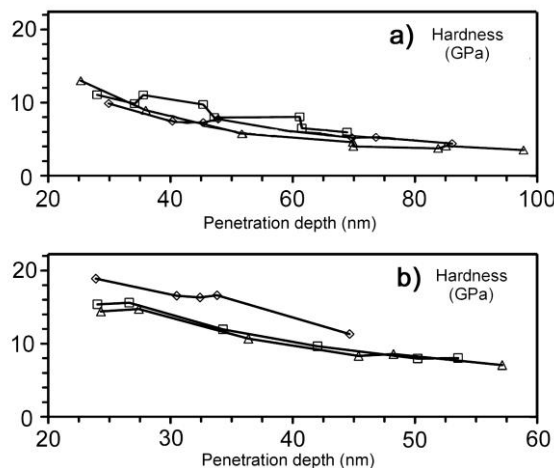 a) Hardness
(GPa)
20
10
0
20 40 60 80 100
Penetration depth (nm)
b) Hardness
(GPa)
20
10
0
20 30 40 50 60
Penetration depth (nm)